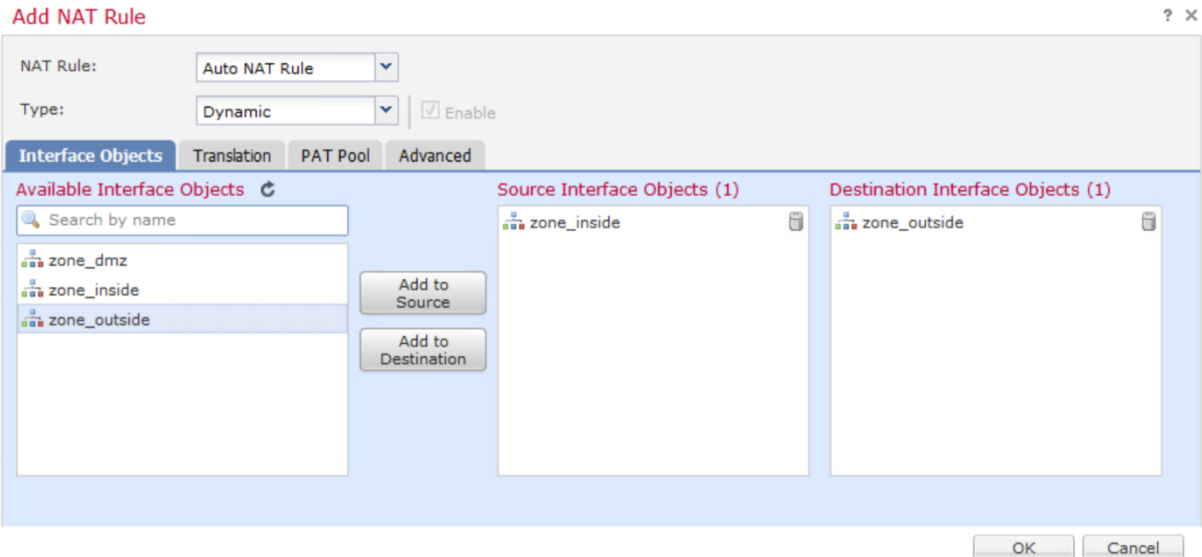 Add NAT Rule ? ×
NAT Rule: Auto NAT Rule
Type: Dynamic Enable
Interface Objects Translation PAT Pool Advanced
Available Interface Objects
Search by name
zone_dmz
zone_inside
zone_outside
Add to
Source
Add to
Destination
Source Interface Objects (1)
zone_inside
Destination Interface Objects (1)
zone_outside
OK Cancel